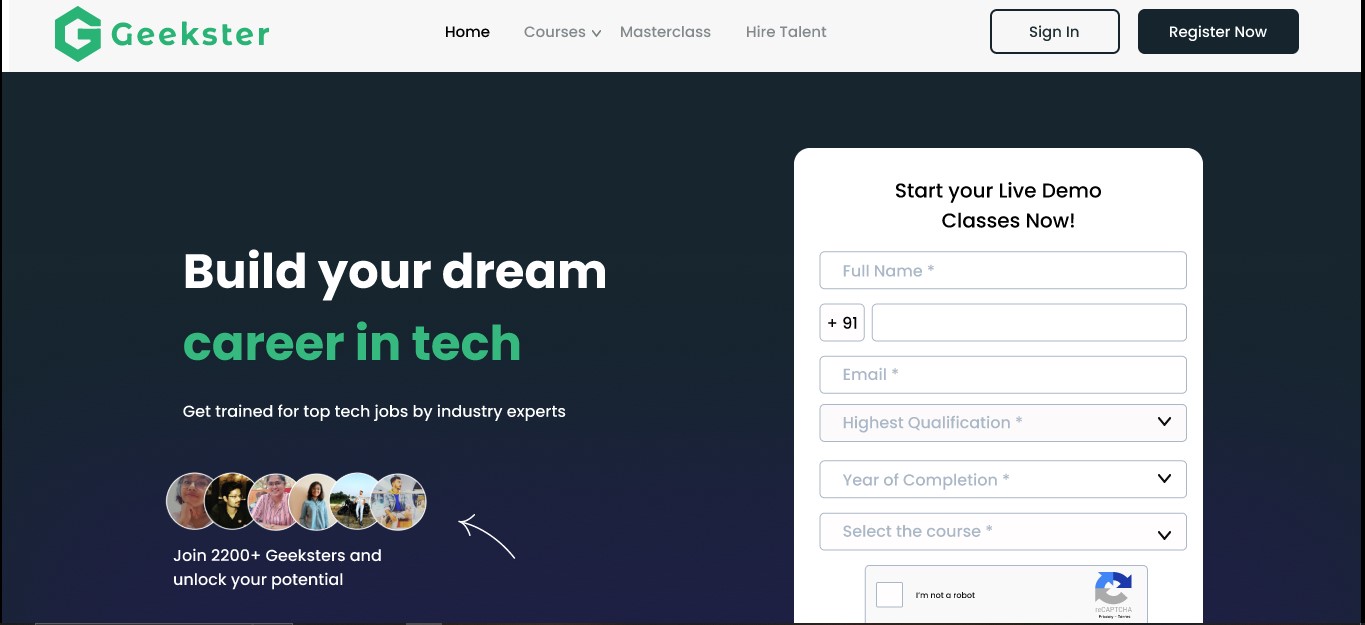 Geekster
Home
Courses
Masterclass
Hire Talent
Sign In
Register Now
Build your dream
career in tech
Get trained for top tech jobs by industry experts
Join 2200+ Geeksters and
unlock your potential
Start your Live Demo
Classes Now!
Full Name *
+ 91
Email *
Highest Qualification *
Year of Completion *
Select the course *
I'm not a robot
reCAPTCHA
Privacy - Terms